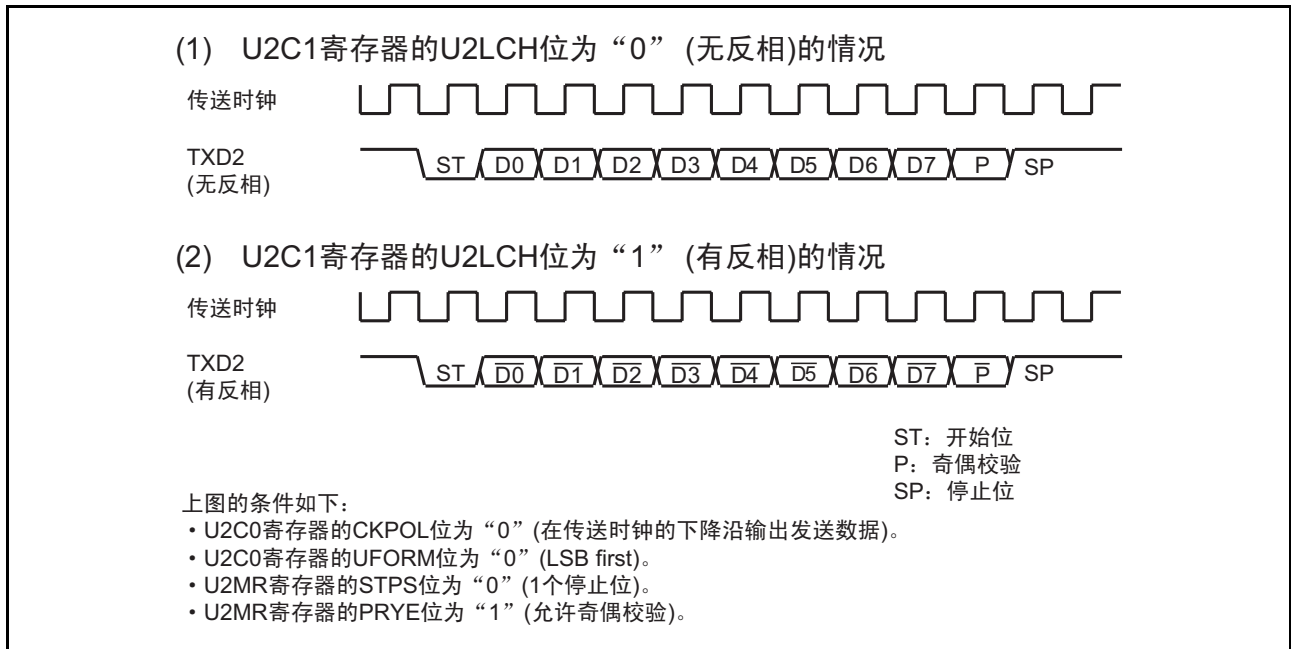 (1) U2C1寄存器的U2LCH位为“0” (无反相)的情况
传送时钟
TXD2
(无反相)
ST D0 D1 D2 D3 D4 D5 D6 D7 P SP
(2) U2C1寄存器的U2LCH位为“1” (有反相)的情况
传送时钟
TXD2
(有反相)
ST D̅0̅ D̅1̅ D̅2̅ D̅3̅ D̅4̅ D̅5̅ D̅6̅ D̅7̅ P̅ SP
ST：开始位
P：奇偶校验
SP：停止位
上图的条件如下：
・U2C0寄存器的CKPOL位为“0” (在传送时钟的下降沿输出发送数据)。
・U2C0寄存器的UFORM位为“0” (LSB first)。
・U2MR寄存器的STPS位为“0” (1个停止位)。
・U2MR寄存器的PRYE位为“1” (允许奇偶校验)。